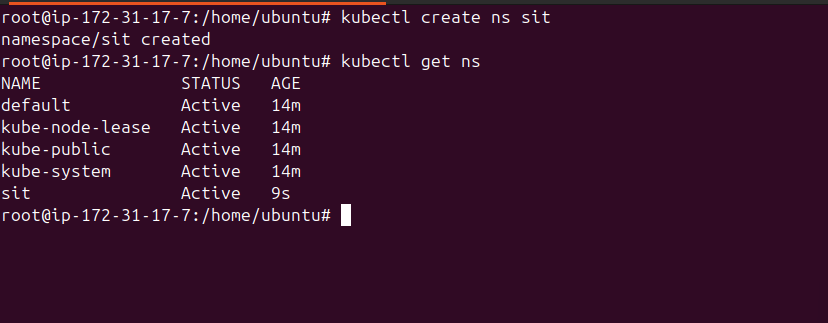 root@ip-172-31-17-7:/home/ubuntu# kubectl create ns sit
namespace/sit created
root@ip-172-31-17-7:/home/ubuntu# kubectl get ns
NAME              STATUS   AGE
default           Active   14m
kube-node-lease   Active   14m
kube-public       Active   14m
kube-system       Active   14m
sit               Active   9s
root@ip-172-31-17-7:/home/ubuntu#